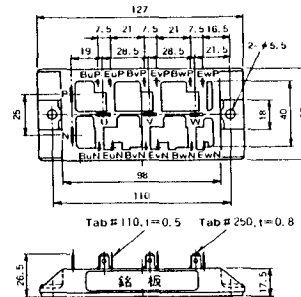 127
7.5 21 7.5 21 16.5
19 28.5 28.5 21.5
2-φ5.5
BuP EuP BvP EvP BwP EwP
P
25
18
40
U V W
N
BuN EuN BvN EvN BwN EwN
98
110
Tab #110, t=0.5 Tab #250, t=0.8
26.5
銘板
17.5